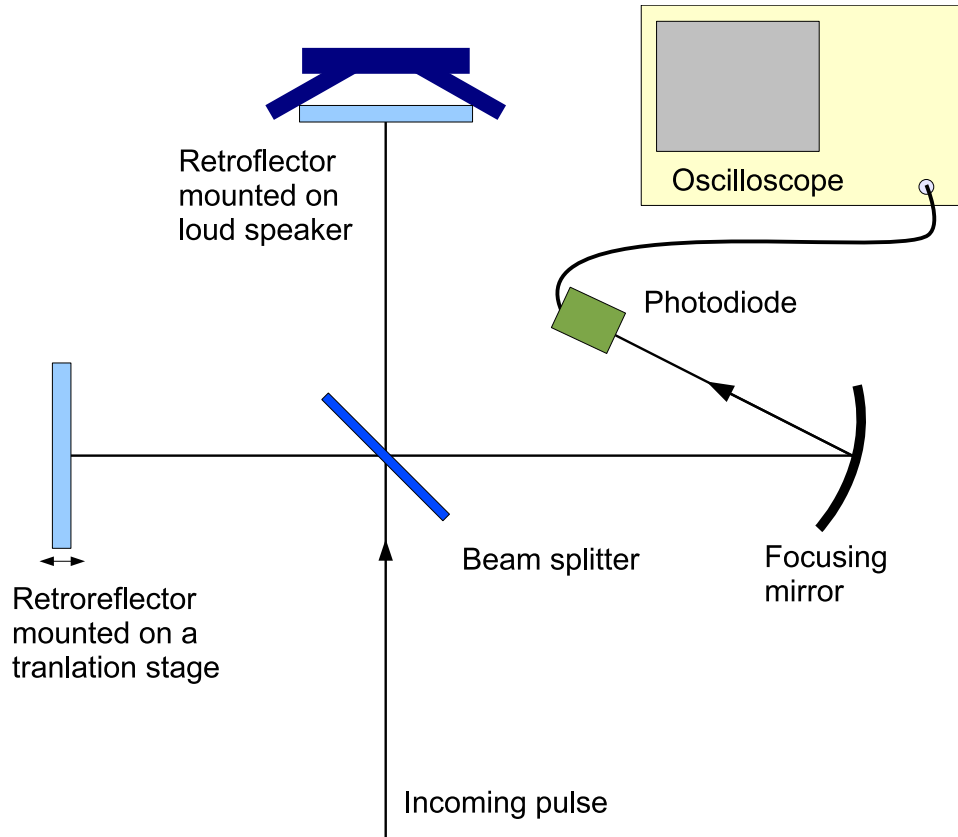 Retroflector
mounted on
loud speaker
Oscilloscope
Photodiode
Beam splitter
Focusing
mirror
Retroreflector
mounted on a
tranlation stage
Incoming pulse